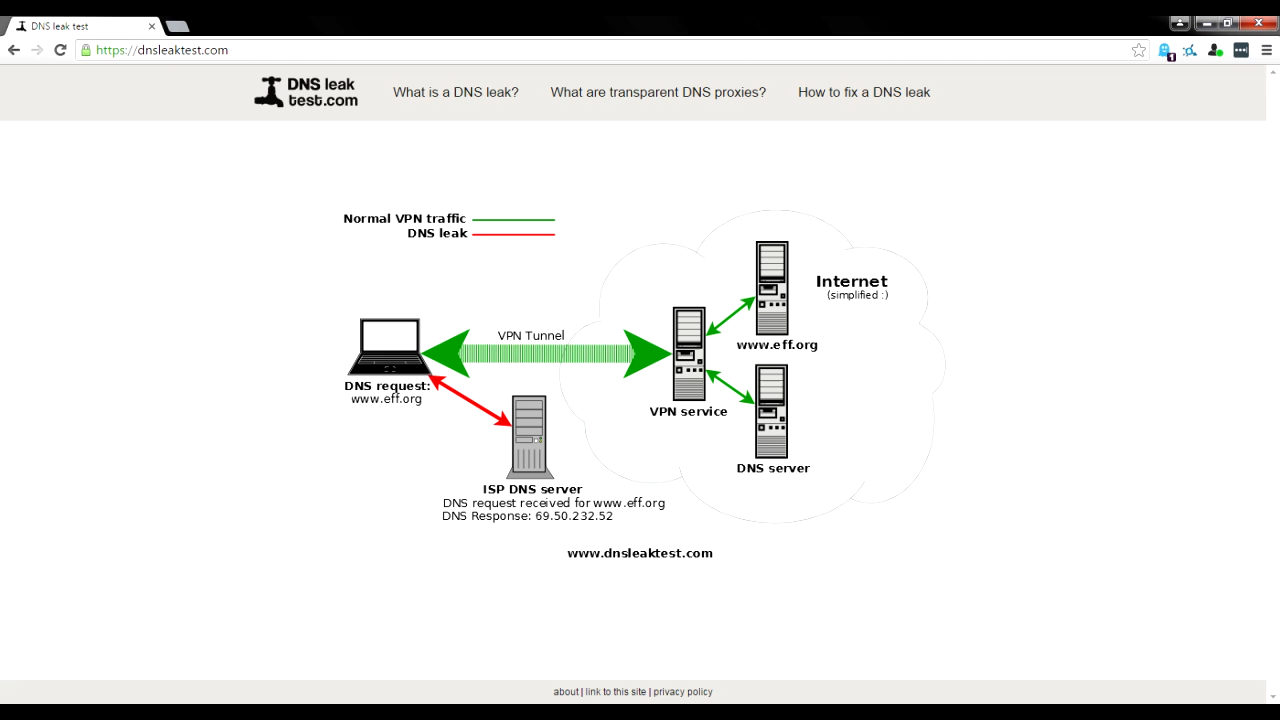 DNS leak test
https://dnsleaktest.com
1
DNS leak
test.com
What is a DNS leak?
What are transparent DNS proxies?
How to fix a DNS leak
Normal VPN traffic
DNS leak
Internet
(simplified :)
VPN Tunnel
www.eff.org
DNS request:
www.eff.org
VPN service
DNS server
ISP DNS server
DNS request received for www.eff.org
DNS Response: 69.50.232.52
www.dnsleaktest.com
about | link to this site | privacy policy